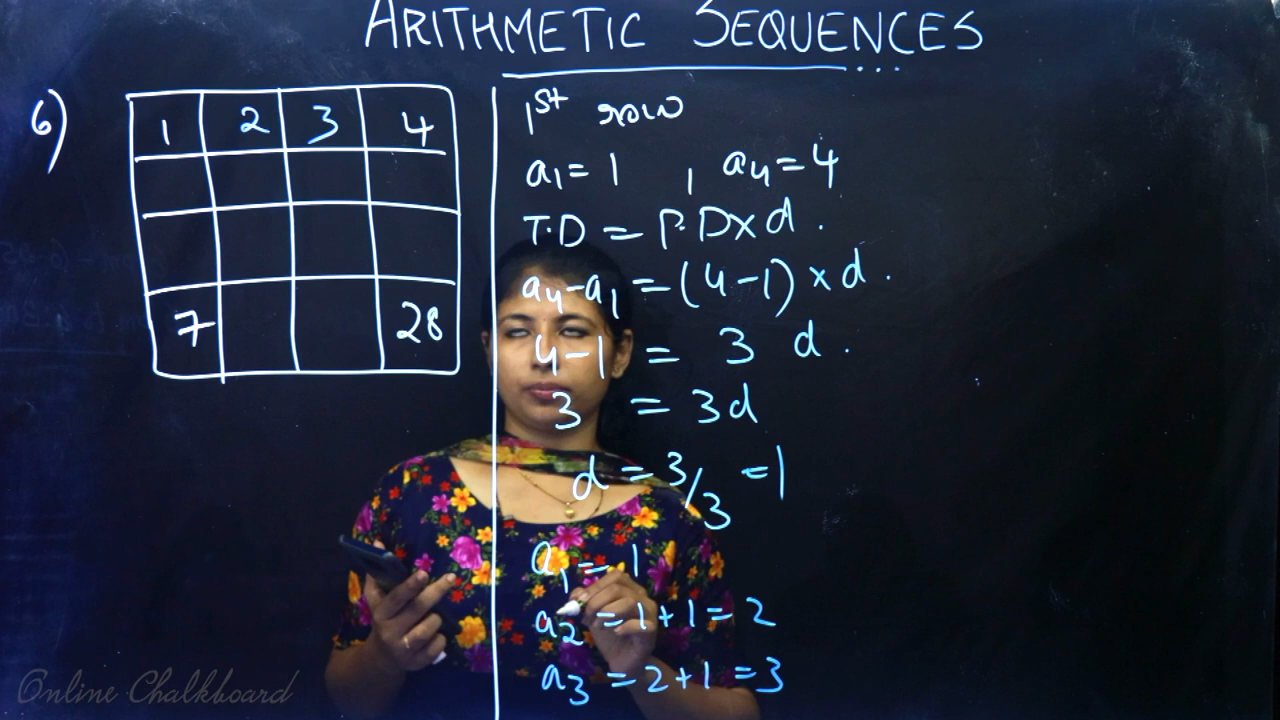 ARITHMETIC SEQUENCES
6)
1 2 3 4
7 28
1st row
a1 = 1 , a4 = 4
T.D = P.D x d .
a4 - a1 = (4-1) x d .
4 - 1 = 3 d .
3 = 3d
d = 3/3 = 1
a1 = 1
a2 = 1+1 = 2
a3 = 2+1 = 3
Online Chalkboard